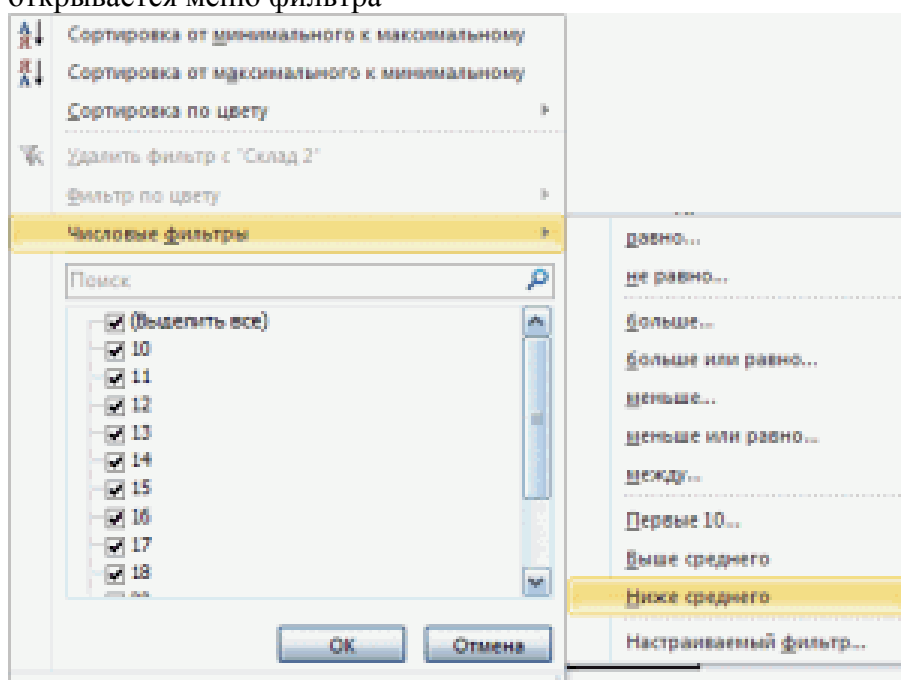 открывается меню фильтра
Сортировка от минимального к максимальному
Сортировка от максимального к минимальному
Сортировка по цвету
Удалить фильтр с "Склад 2"
Фильтр по цвету
Числовые фильтры
Поиск
(Выделить все)
10
11
12
13
14
15
16
17
18
ОК
Отмена
равно...
не равно...
больше...
больше или равно...
меньше...
меньше или равно...
между...
Первые 10...
Выше среднего
Ниже среднего
Настраиваемый фильтр...